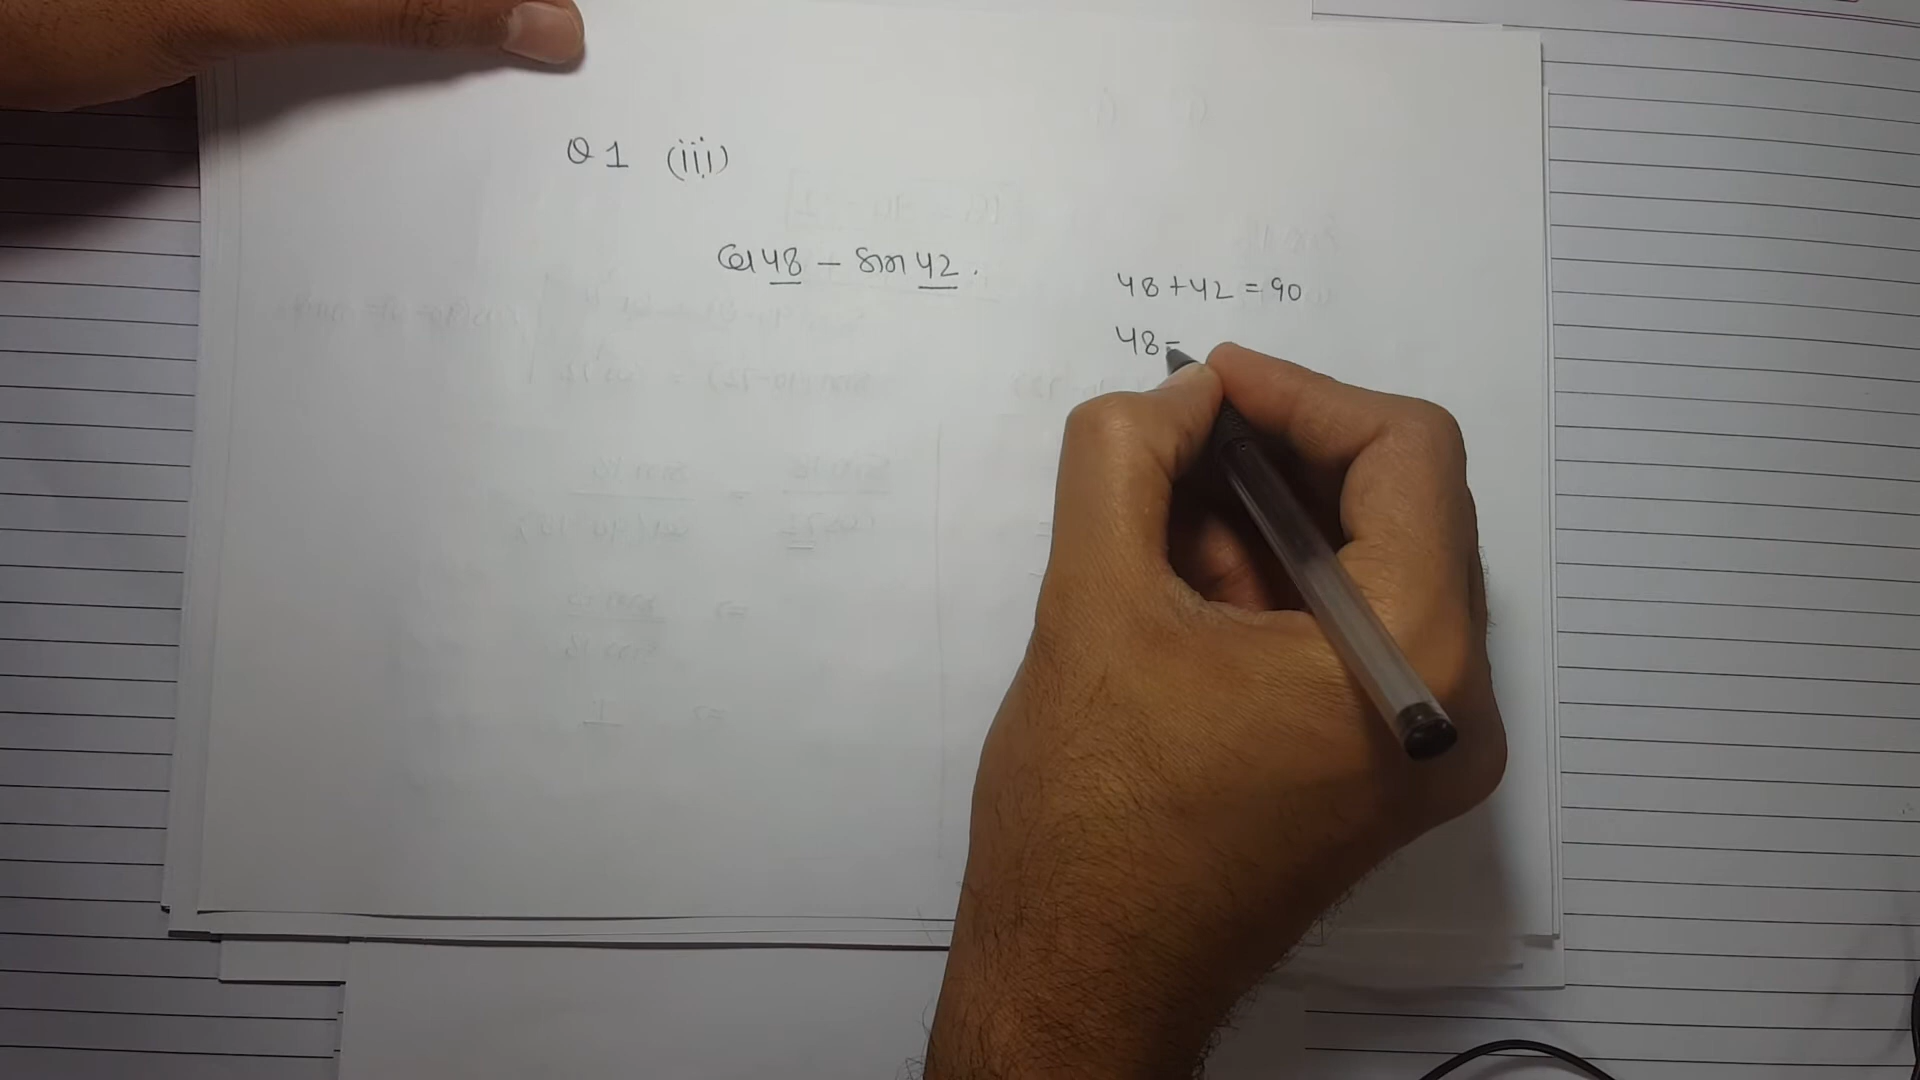 Q 1 (iii)
Cos 48 - Sin 42.
48 + 42 = 90
48 =